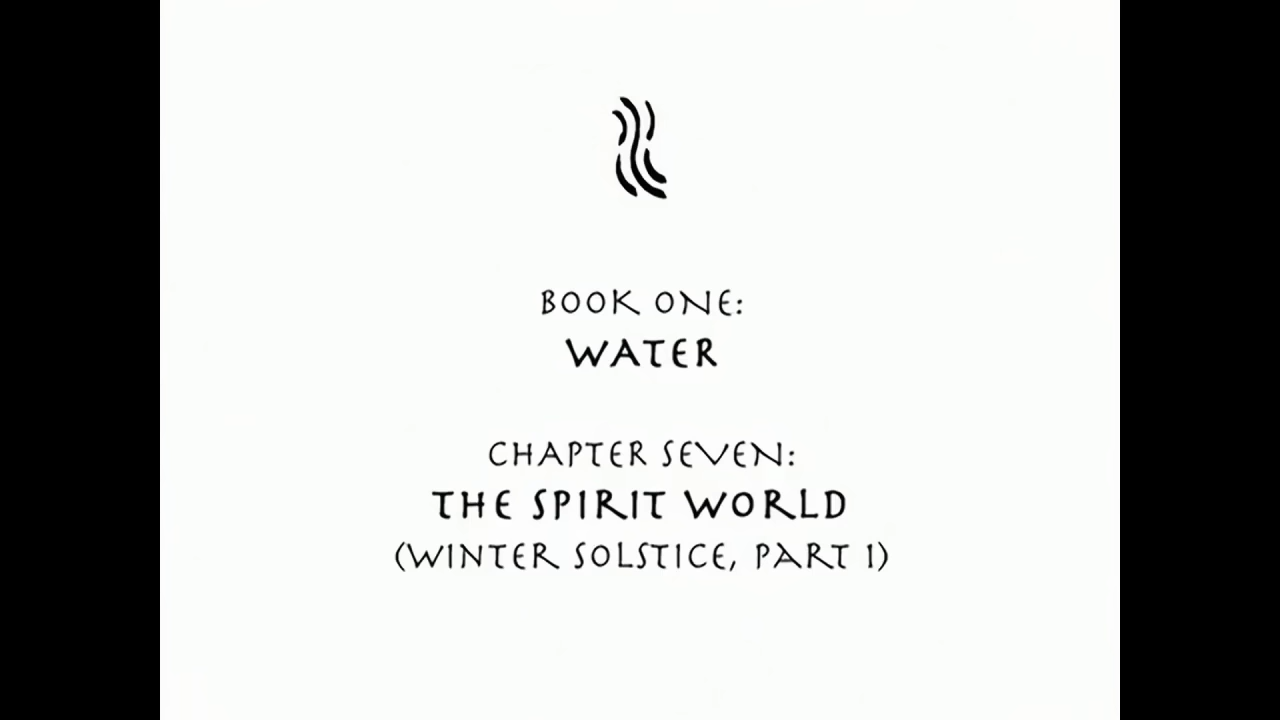 BOOK ONE:
WATER
CHAPTER SEVEN:
THE SPIRIT WORLD
(WINTER SOLSTICE, PART 1)